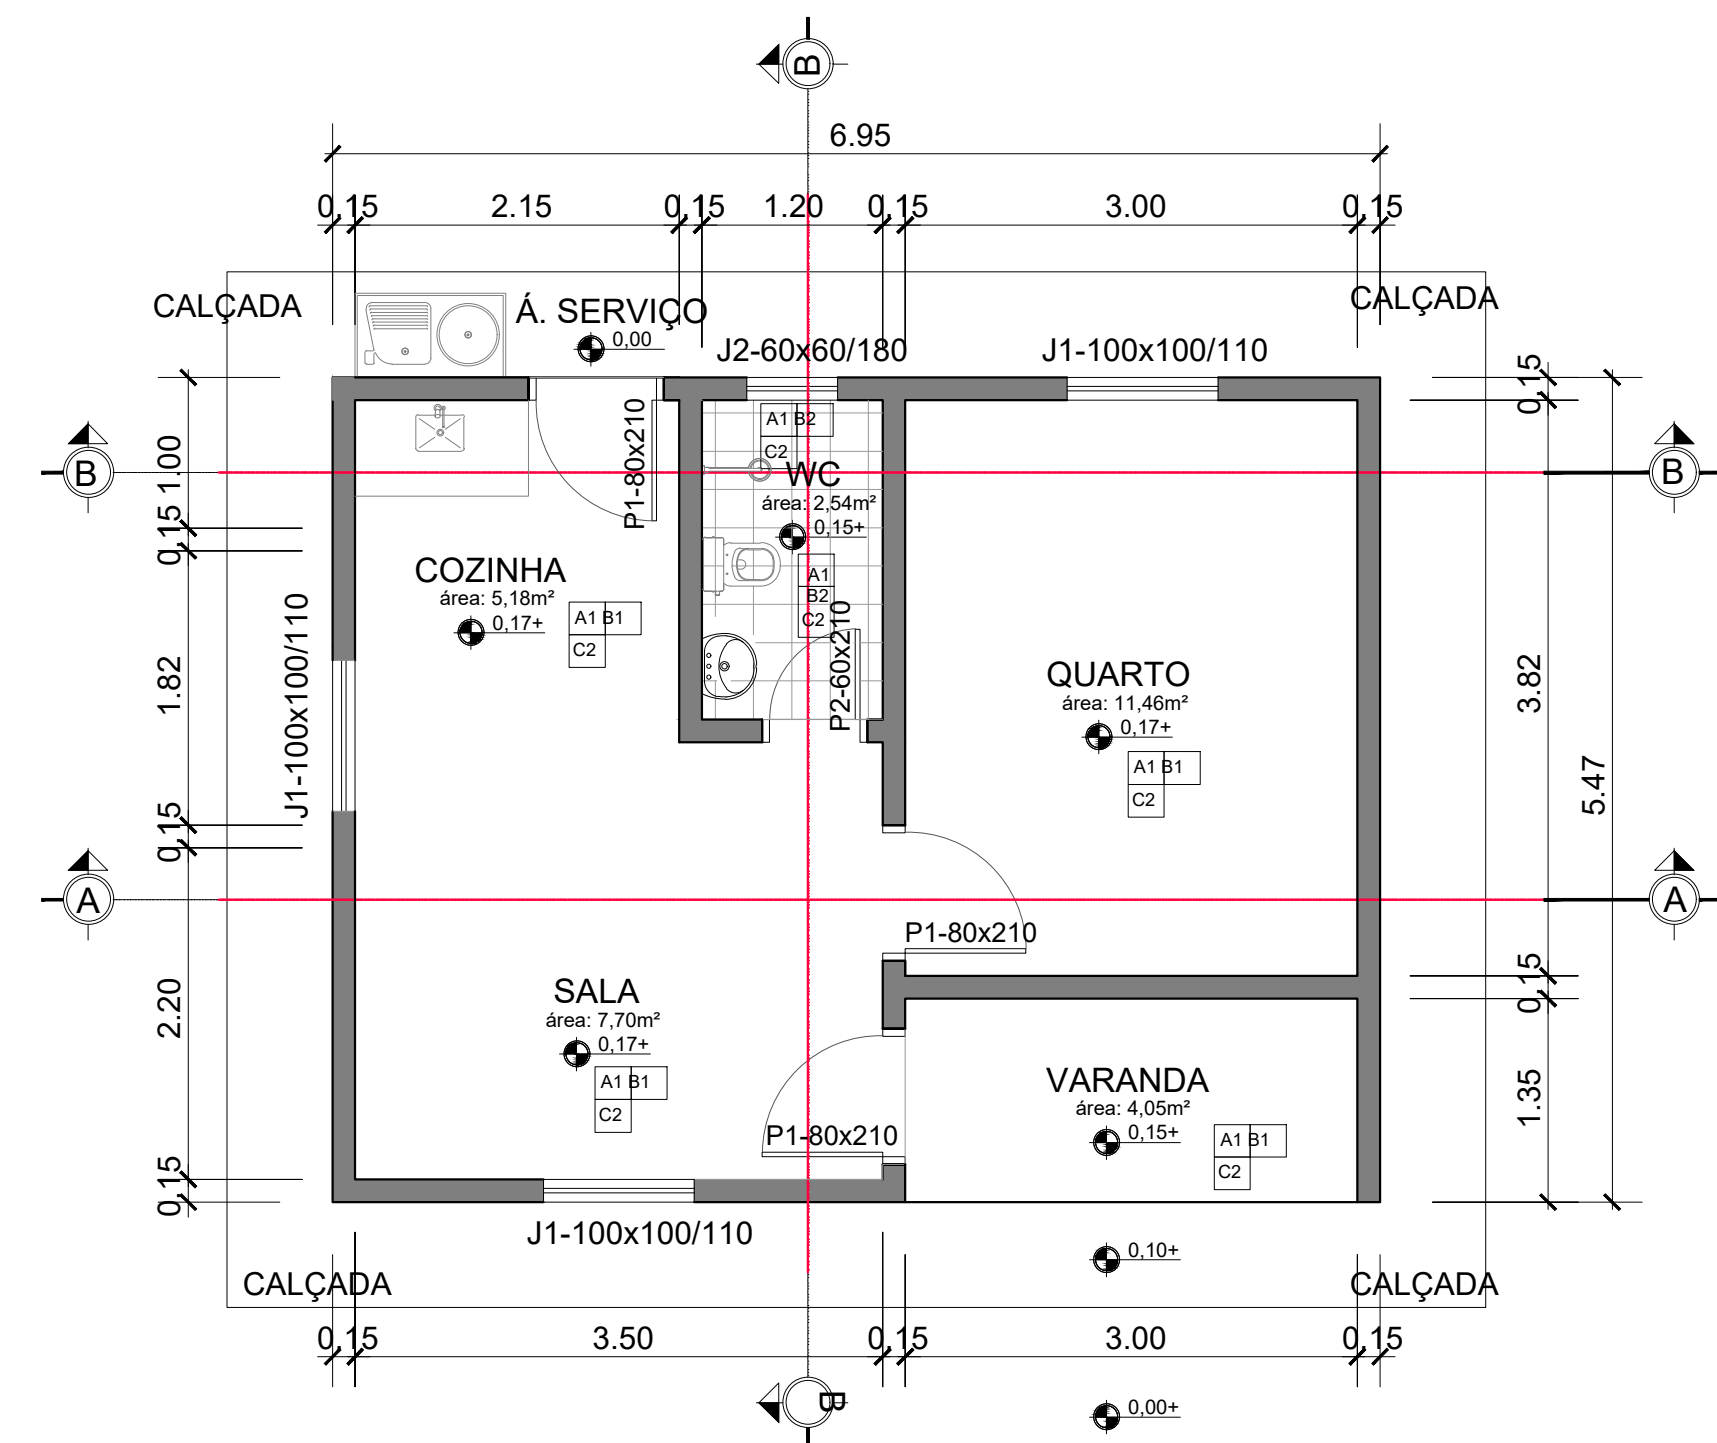 B
6.95
0,15 2.15 0,15 1.20 0,15 3.00 0,15
CALÇADA
Á. SERVIÇO
0,00
CALÇADA
J2-60x60/180
J1-100x100/110
0,15
A1 B2
C2
P1-80x210
B
1.00
WC
área: 2,54m²
0,15+
B
0,15
COZINHA
área: 5,18m²
0,17+
A1 B1
C2
A1
B2
C2
P2-60x210
J1-100x100/110
1.82
QUARTO
área: 11,46m²
0,17+
A1 B1
C2
3.82
5.47
0,15
A
A
P1-80x210
0,15
2.20
SALA
área: 7,70m²
0,17+
A1 B1
C2
VARANDA
área: 4,05m²
0,15+
A1 B1
C2
1.35
P1-80x210
0,15
J1-100x100/110
0,10+
CALÇADA
CALÇADA
0,15 3.50 0,15 3.00 0,15
B
0,00+